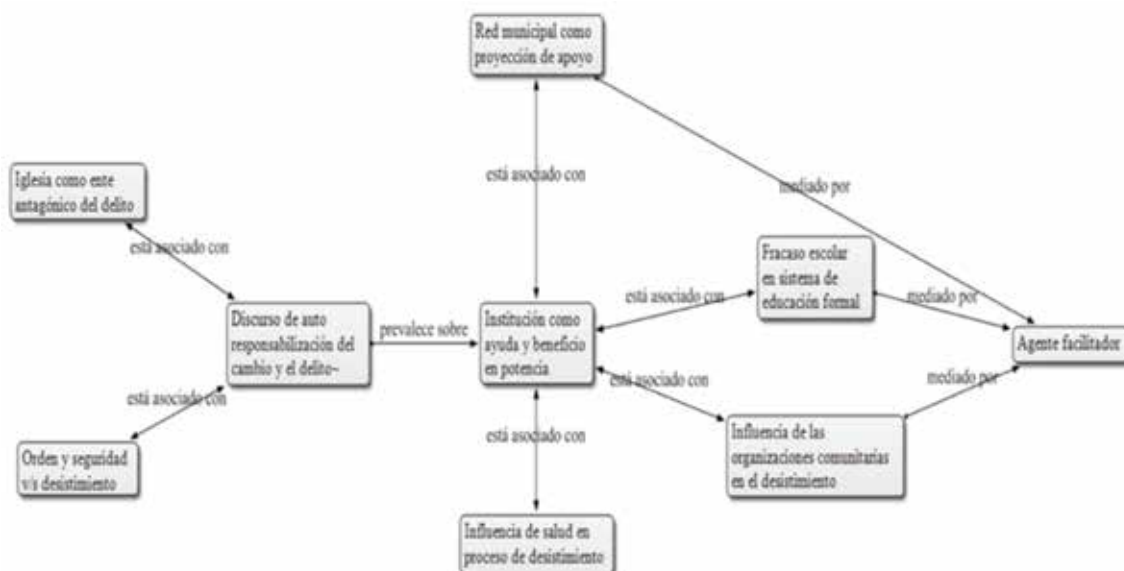 Red municipal como
proyección de apoyo
está asociado con
mediado por
Iglesia como ente
antagónico del delito
está asociado con
Fracaso escolar
en sistema de
educación formal
está asociado con
mediado por
Discurso de auto
responsabilización del
cambio y el delito~
prevalece sobre
Institución como
ayuda y beneficio
en potencia
Agente facilitador
está asociado con
mediado por
está asociado con
Orden y seguridad
v/s desistimiento
está asociado con
Influencia de las
organizaciones comunitarias
en el desistimiento
Influencia de salud en
proceso de desistimiento